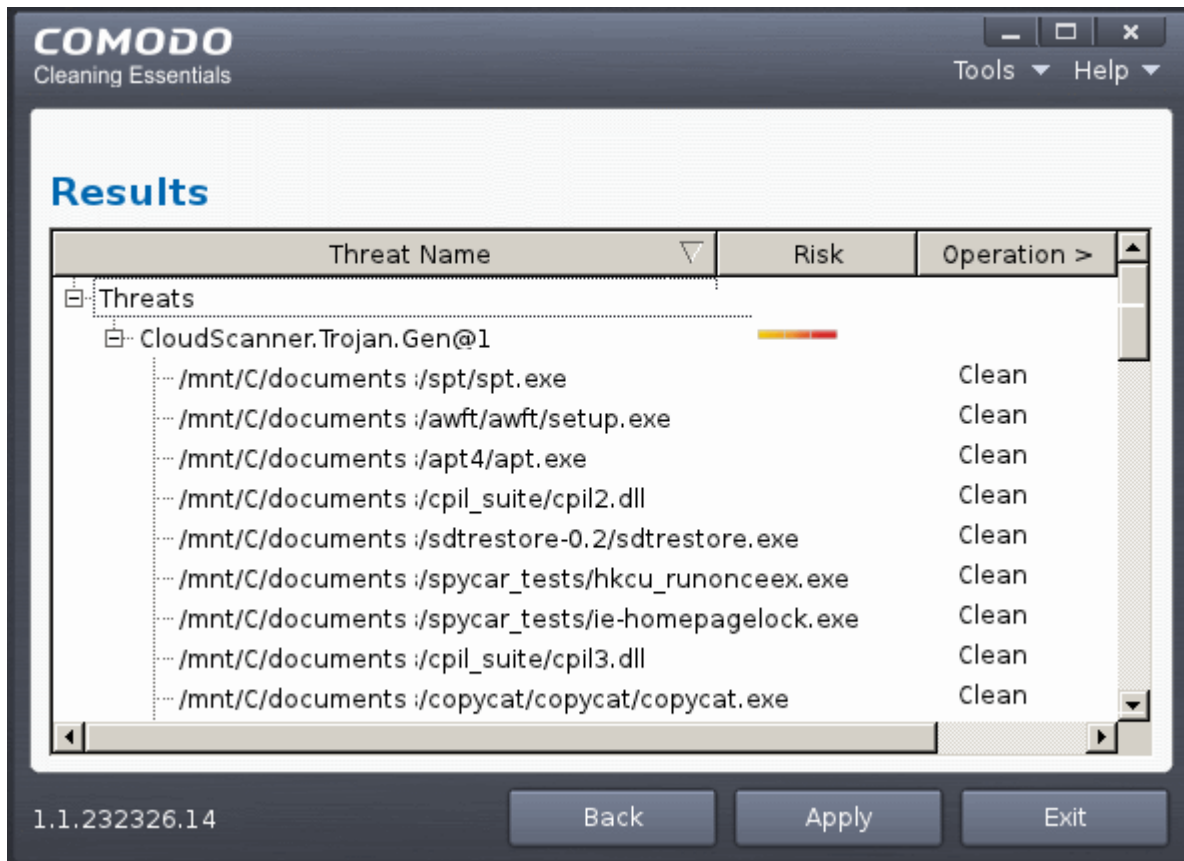 COMODO
Cleaning Essentials
Tools Help
Results
Threat Name Risk Operation >
Threats
CloudScanner.Trojan.Gen@1
/mnt/C/documents :/spt/spt.exe Clean
/mnt/C/documents :/awft/awft/setup.exe Clean
/mnt/C/documents :/apt4/apt.exe Clean
/mnt/C/documents :/cpil_suite/cpil2.dll Clean
/mnt/C/documents :/sdtrestore-0.2/sdtrestore.exe Clean
/mnt/C/documents :/spycar_tests/hkcu_runonceex.exe Clean
/mnt/C/documents :/spycar_tests/ie-homepagelock.exe Clean
/mnt/C/documents :/cpil_suite/cpil3.dll Clean
/mnt/C/documents :/copycat/copycat/copycat.exe Clean
1.1.232326.14 Back Apply Exit